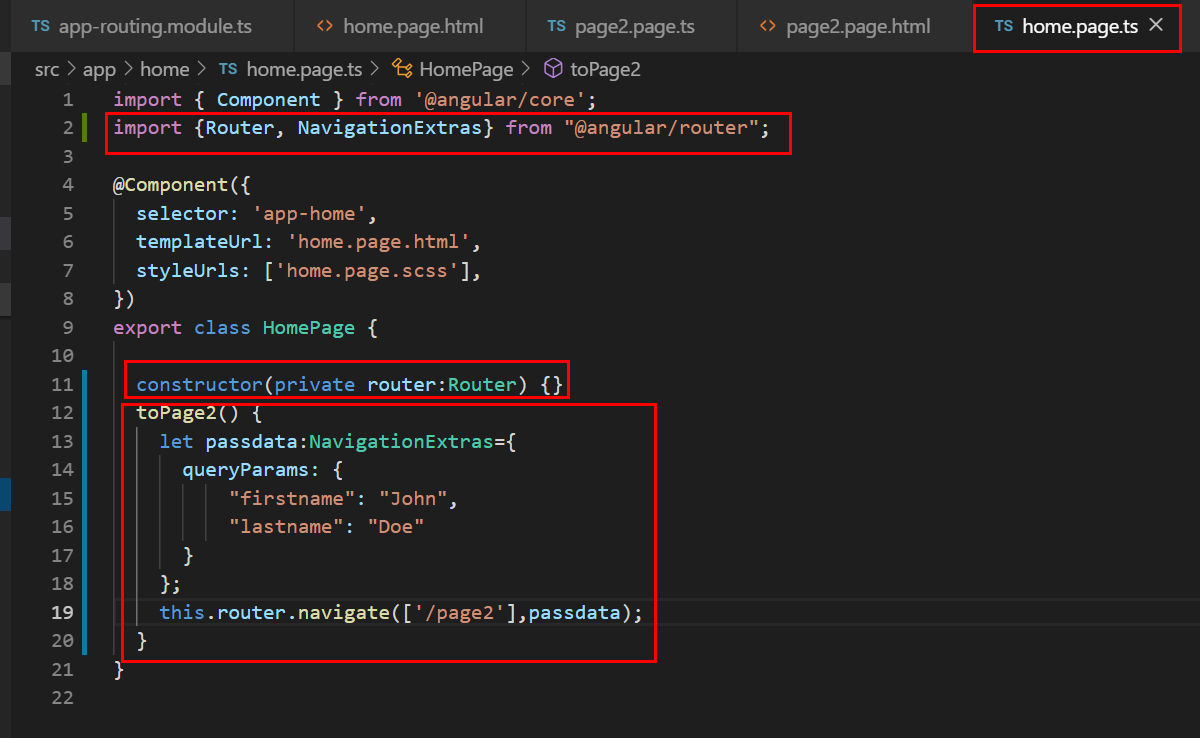 TS app-routing.module.ts <> home.page.html TS page2.page.ts <> page2.page.html TS home.page.ts ×
src > app > home > TS home.page.ts > HomePage > toPage2
1 import { Component } from '@angular/core';
2 import {Router, NavigationExtras} from "@angular/router";
3
4 @Component({
5 selector: 'app-home',
6 templateUrl: 'home.page.html',
7 styleUrls: ['home.page.scss'],
8 })
9 export class HomePage {
10
11 constructor(private router:Router) {}
12 toPage2() {
13 let passdata:NavigationExtras={
14 queryParams: {
15 "firstname": "John",
16 "lastname": "Doe"
17 }
18 };
19 this.router.navigate(['/page2'],passdata);
20 }
21 }
22